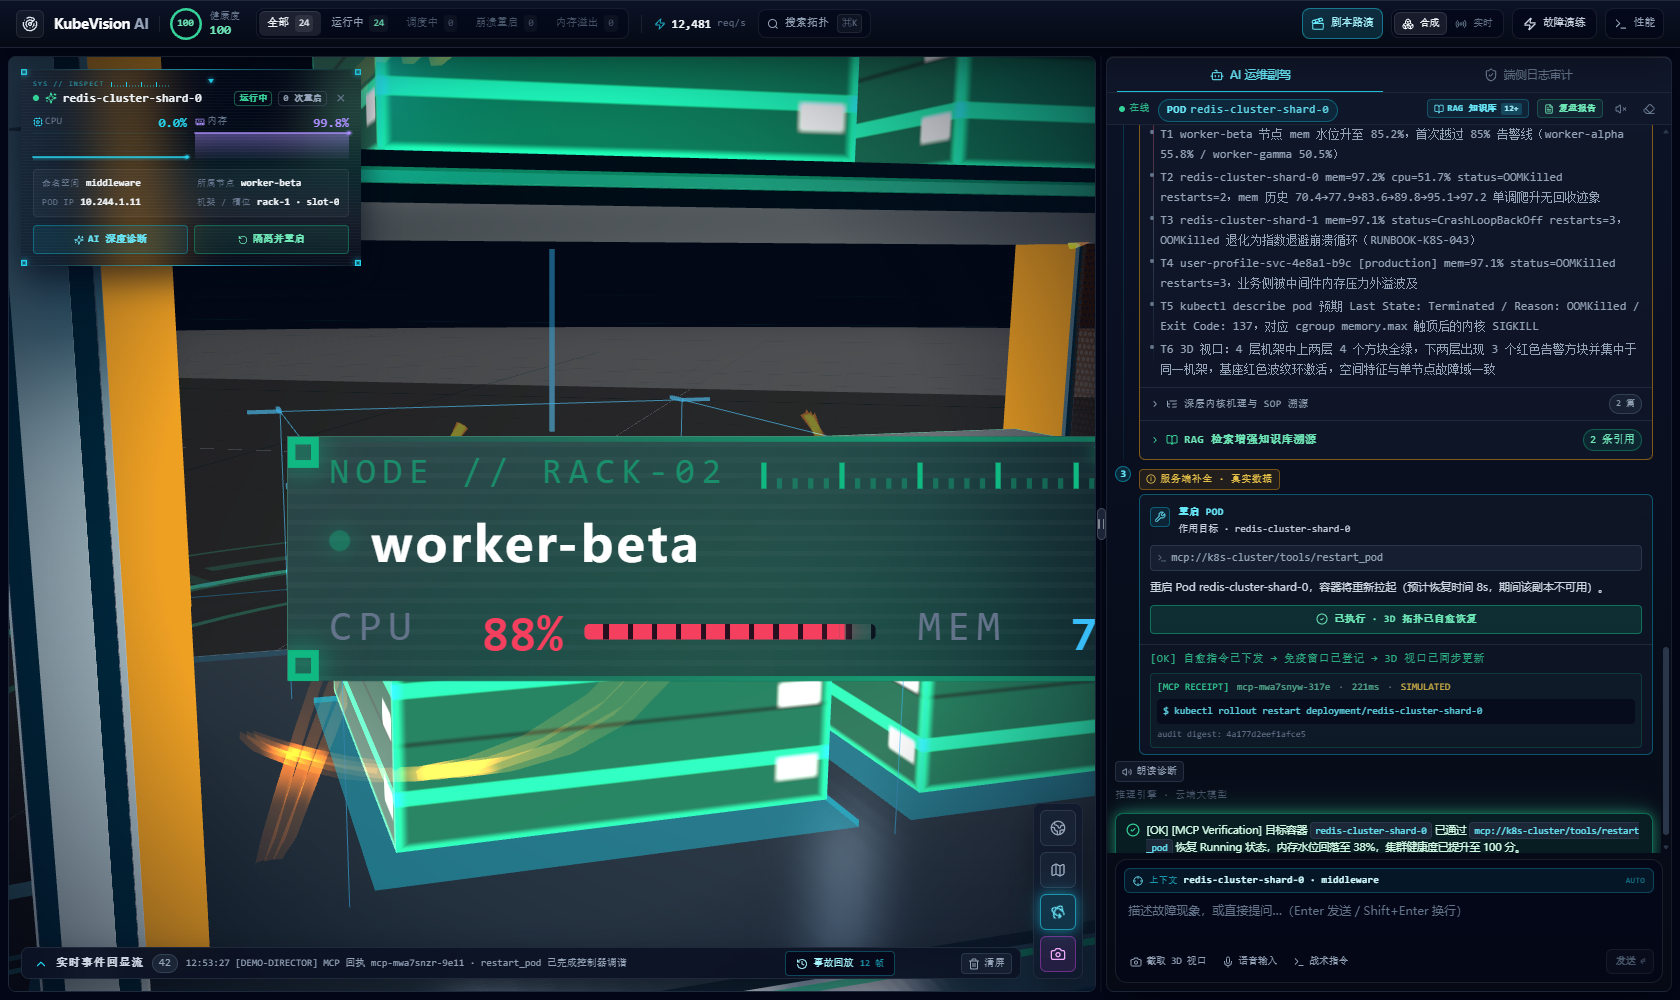 KubeVision AI
100
健康度
100
全部 24
运行中 24
调度中 0
崩溃重启 0
内存溢出 0
12,481 req/s
搜索拓扑 ⌘K
剧本路演
合成
实时
故障演练
性能
SYS // INSPECT
redis-cluster-shard-0
运行中
0 次重启
CPU
0.0%
内存
99.8%
命名空间 middleware
所属节点 worker-beta
POD IP 10.244.1.11
机架 / 槽位 rack-1 · slot-0
AI 深度诊断
隔离并重启
NODE // RACK-02
worker-beta
CPU
88%
MEM
7
实时事件回显流
42
12:53:27 [DEMO-DIRECTOR] MCP 回执 mcp-mwa7snzr-9e11 · restart_pod 已完成控制器调谐
事故回放 12 帧
清屏
AI 运维副驾
端侧日志审计
在线
POD redis-cluster-shard-0
RAG 知识库 12+
复盘报告
T1 worker-beta 节点 mem 水位升至 85.2%，首次越过 85% 告警线（worker-alpha
55.8% / worker-gamma 50.5%）
T2 redis-cluster-shard-0 mem=97.2% cpu=51.7% status=OOMKilled
restarts=2，mem 历史 70.4→77.9→83.6→89.8→95.1→97.2 单调爬升无回收迹象
T3 redis-cluster-shard-1 mem=97.1% status=CrashLoopBackOff restarts=3，
OOMKilled 退化为指数退避崩溃循环（RUNBOOK-K8S-043）
T4 user-profile-svc-4e8a1-b9c [production] mem=97.1% status=OOMKilled
restarts=3，业务侧被中间件内存压力外溢波及
T5 kubectl describe pod 预期 Last State: Terminated / Reason: OOMKilled /
Exit Code: 137，对应 cgroup memory.max 触顶后的内核 SIGKILL
T6 3D 视口：4 层机架中上两层 4 个方块全绿，下两层出现 3 个红色告警方块并集中于
同一机架，基座红色波纹环激活，空间特征与单节点故障域一致
深层内核机理与 SOP 溯源
2 篇
RAG 检索增强知识库溯源
2 条引用
3
服务端补全 · 真实数据
重启 POD
作用目标 · redis-cluster-shard-0
mcp://k8s-cluster/tools/restart_pod
重启 Pod redis-cluster-shard-0，容器将重新拉起（预计恢复时间 8s，期间该副本不可用）。
已执行 · 3D 拓扑已自愈恢复
[OK] 自愈指令已下发 → 免疫窗口已登记 → 3D 视口已同步更新
[MCP RECEIPT] mcp-mwa7snyw-317e · 221ms · SIMULATED
$ kubectl rollout restart deployment/redis-cluster-shard-0
audit digest: 4a177d2eef1afce5
朗读诊断
推理引擎 · 云端大模型
[OK] [MCP Verification] 目标容器 redis-cluster-shard-0 已通过 mcp://k8s-cluster/tools/restart
_pod 恢复 Running 状态，内存水位回落至 38%，集群健康度已提升至 100 分。
上下文 redis-cluster-shard-0 · middleware
AUTO
描述故障现象，或直接提问...（Enter 发送 / Shift+Enter 换行）
截取 3D 视口
语音输入
战术指令
发送